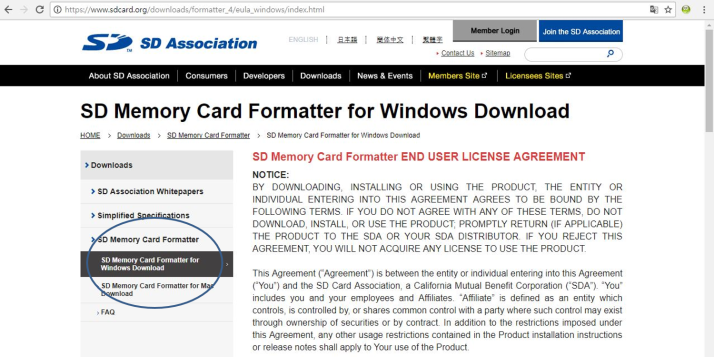 https://www.sdcard.org/downloads/formatter_4/eula_windows/index.html
SD Association
TM
ENGLISH
日本語
简体中文
繁體字
Member Login
Join the SD Association
Contact Us
Sitemap
About SD Association
Consumers
Developers
Downloads
News & Events
Members Site
Licensees Sites
SD Memory Card Formatter for Windows Download
HOME > Downloads > SD Memory Card Formatter > SD Memory Card Formatter for Windows Download
Downloads
SD Association Whitepapers
Simplified Specifications
SD Memory Card Formatter
SD Memory Card Formatter for
Windows Download
SD Memory Card Formatter for Mac
Download
FAQ
SD Memory Card Formatter END USER LICENSE AGREEMENT
NOTICE:
BY DOWNLOADING, INSTALLING OR USING THE PRODUCT, THE ENTITY OR
INDIVIDUAL ENTERING INTO THIS AGREEMENT AGREES TO BE BOUND BY THE
FOLLOWING TERMS. IF YOU DO NOT AGREE WITH ANY OF THESE TERMS, DO NOT
DOWNLOAD, INSTALL, OR USE THE PRODUCT; PROMPTLY RETURN (IF APPLICABLE)
THE PRODUCT TO THE SDA OR YOUR SDA DISTRIBUTOR. IF YOU REJECT THIS
AGREEMENT, YOU WILL NOT ACQUIRE ANY LICENSE TO USE THE PRODUCT.
This Agreement ("Agreement") is between the entity or individual entering into this Agreement
("You") and the SD Card Association, a California Mutual Benefit Corporation ("SDA"). "You"
includes you and your employees and Affiliates. "Affiliate" is defined as an entity which
controls, is controlled by, or shares common control with a party where such control may exist
through ownership of securities or by contract. In addition to the restrictions imposed under
this Agreement, any other usage restrictions contained in the Product installation instructions
or release notes shall apply to Your use of the Product.